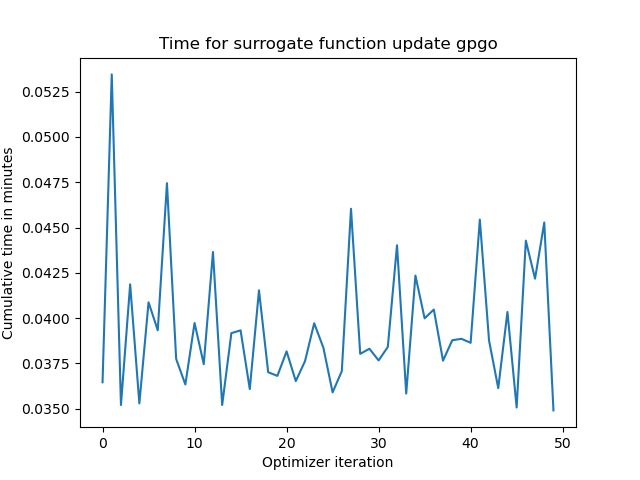 Time for surrogate function update gpgo
Cumulative time in minutes
0.0525
0.0500
0.0475
0.0450
0.0425
0.0400
0.0375
0.0350
0 10 20 30 40 50
Optimizer iteration